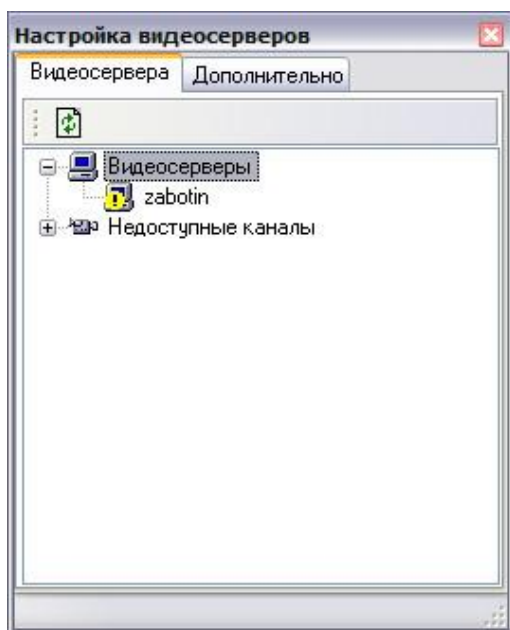 Настройка видеосерверов
Видеосервера Дополнительно
Видеосерверы
zabotin
Недоступные каналы